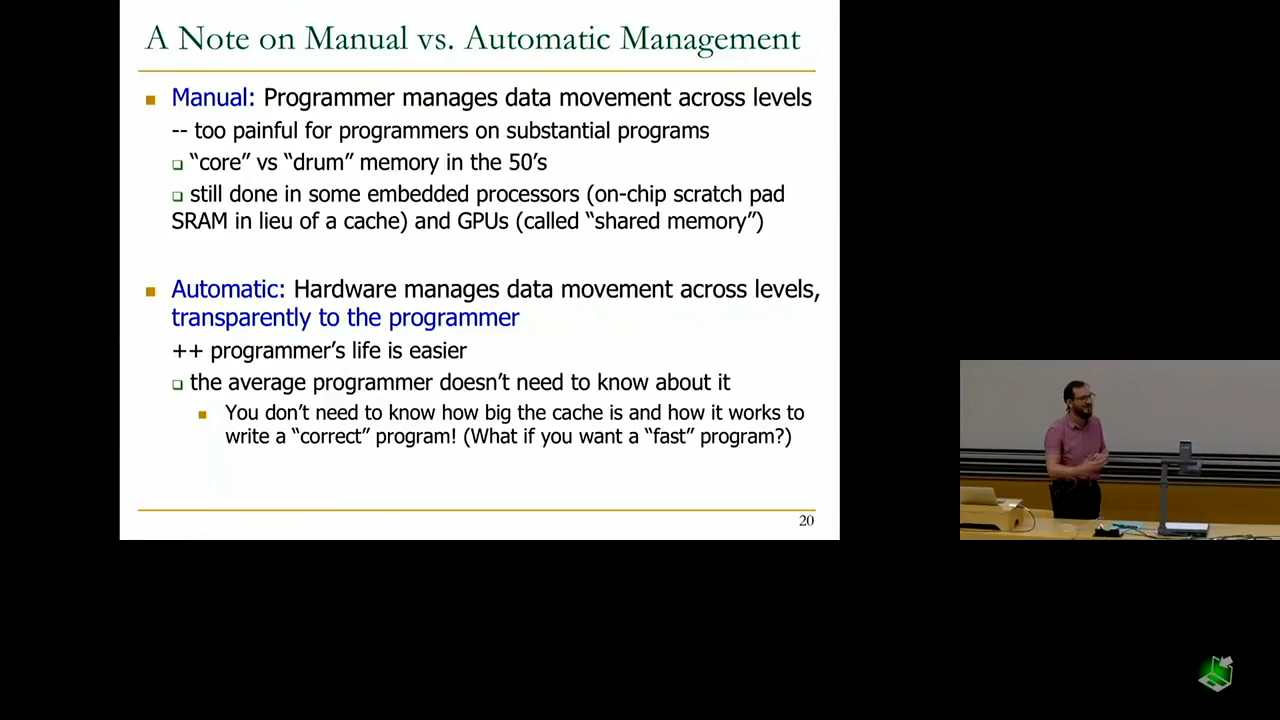 A Note on Manual vs. Automatic Management
Manual: Programmer manages data movement across levels
-- too painful for programmers on substantial programs
“core” vs “drum” memory in the 50’s
still done in some embedded processors (on-chip scratch pad
SRAM in lieu of a cache) and GPUs (called “shared memory”)
Automatic: Hardware manages data movement across levels,
transparently to the programmer
++ programmer’s life is easier
the average programmer doesn’t need to know about it
You don’t need to know how big the cache is and how it works to
write a “correct” program! (What if you want a “fast” program?)
20